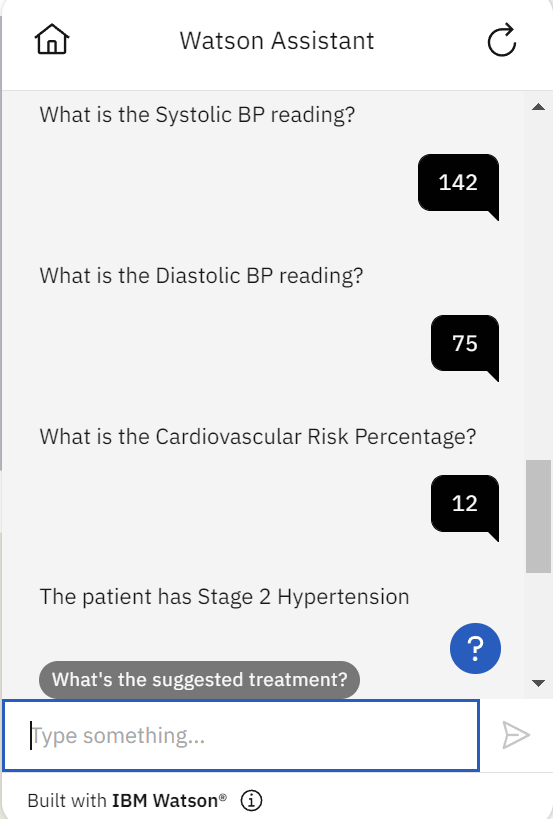 Watson Assistant
What is the Systolic BP reading?
142
What is the Diastolic BP reading?
75
What is the Cardiovascular Risk Percentage?
12
The patient has Stage 2 Hypertension
?
What's the suggested treatment?
Type something...
Built with IBM Watson®